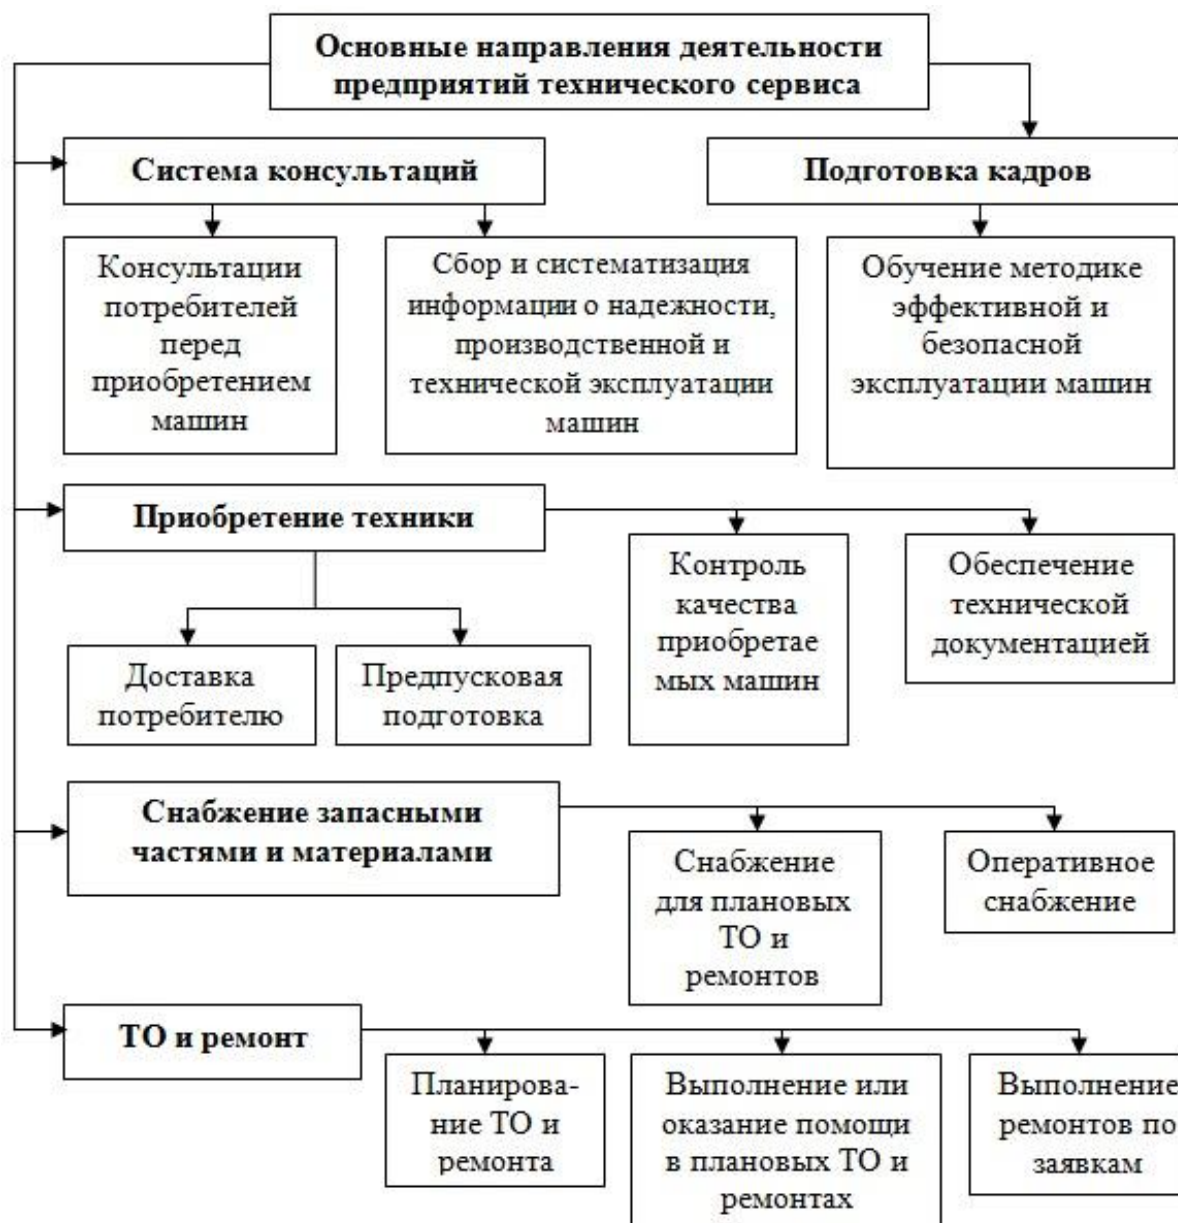 Основные направления деятельности
предприятий технического сервиса
Система консультаций
Подготовка кадров
Консультации
потребителей
перед
приобретением
машин
Сбор и систематизация
информации о надежности,
производственной и
технической эксплуатации
машин
Обучение методике
эффективной и
безопасной
эксплуатации машин
Приобретение техники
Контроль
качества
приобретае
мых машин
Обеспечение
технической
документацией
Доставка
потребителю
Предпусковая
подготовка
Снабжение запасными
частями и материалами
Снабжение
для плановых
ТО и
ремонтов
Оперативное
снабжение
ТО и ремонт
Планирова-
ние ТО и
ремонта
Выполнение или
оказание помощи
в плановых ТО и
ремонтах
Выполнение
ремонтов по
заявкам